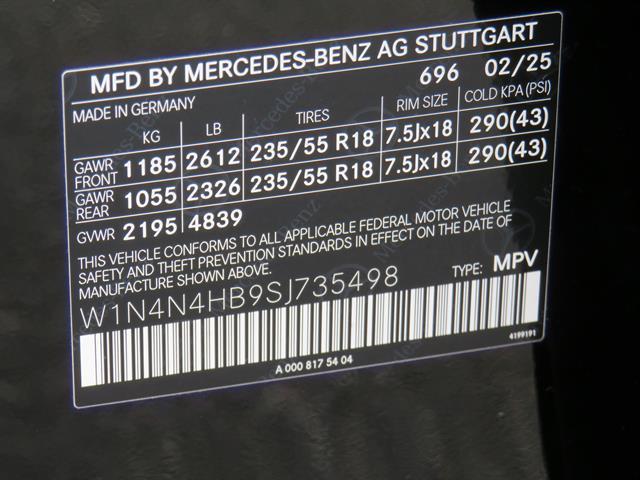 MFD BY MERCEDES-BENZ AG STUTTGART
696 02/25
MADE IN GERMANY
KG LB TIRES RIM SIZE COLD KPA (PSI)
GAWR FRONT 1185 2612 235/55 R18 7.5Jx18 290(43)
GAWR REAR 1055 2326 235/55 R18 7.5Jx18 290(43)
GVWR 2195 4839
THIS VEHICLE CONFORMS TO ALL APPLICABLE FEDERAL MOTOR VEHICLE
SAFETY AND THEFT PREVENTION STANDARDS IN EFFECT ON THE DATE OF
MANUFACTURE SHOWN ABOVE.
W1N4N4HB9SJ735498 TYPE: MPV
A 000 817 54 04
4199191